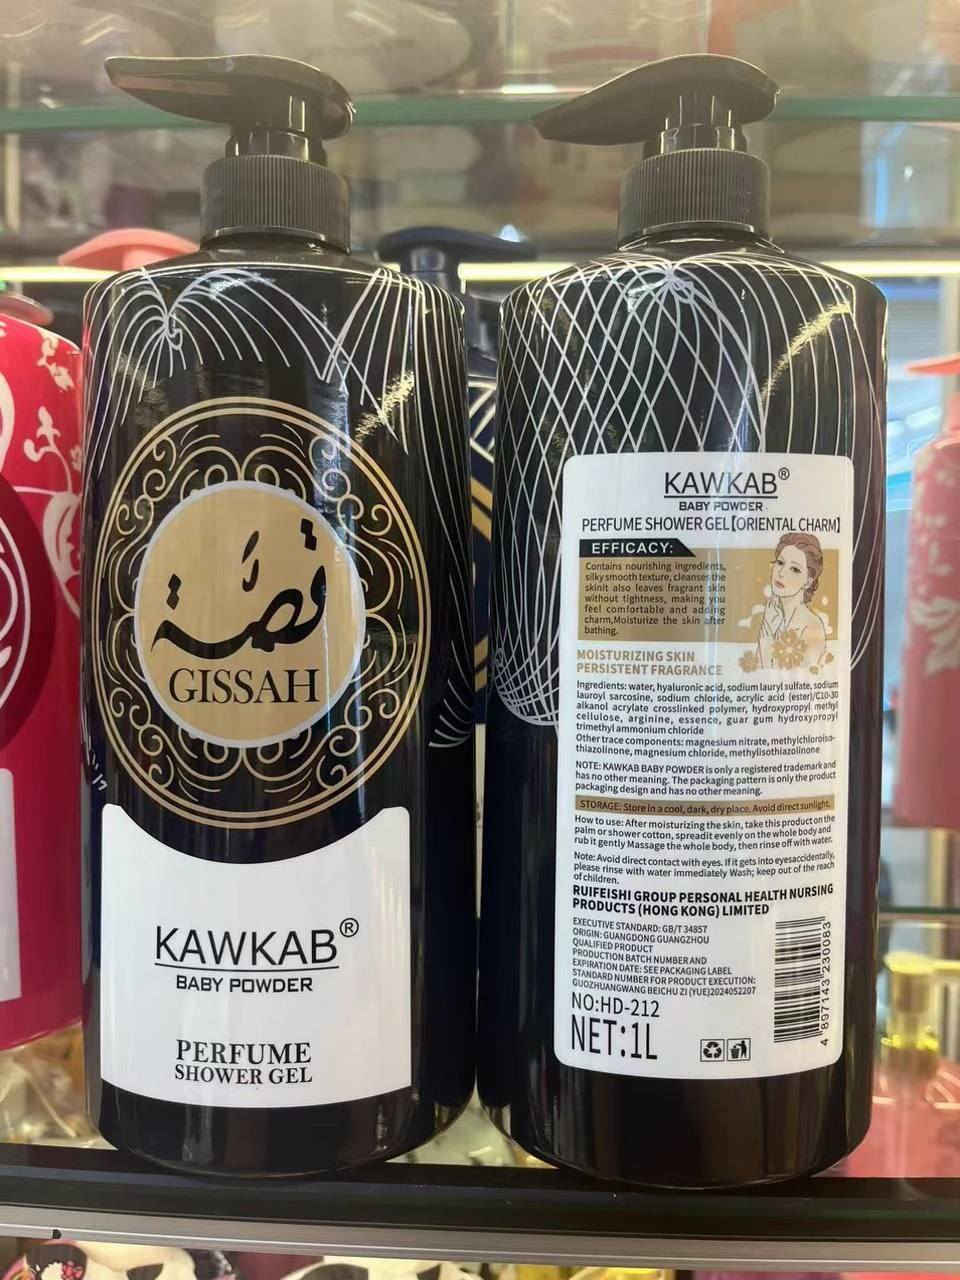 قصة
GISSAH
KAWKAB®
BABY POWDER
PERFUME
SHOWER GEL
KAWKAB®
BABY POWDER
PERFUME SHOWER GEL【ORIENTAL CHARM】
EFFICACY:
Contains nourishing ingredients,
silky smooth texture, cleanses the
skinit also leaves fragrant skin
without tightness, making you
feel comfortable and adding
charm,Moisturize the skin after
bathing.
MOISTURIZING SKIN
PERSISTENT FRAGRANCE
Ingredients: water, hyaluronic acid, sodium lauryl sulfate, sodium
lauroyl sarcosine, sodium chloride, acrylic acid (ester)/C10-30
alkanol acrylate crosslinked polymer, hydroxypropyl methyl
cellulose, arginine, essence, guar gum hydroxypropyl
trimethyl ammonium chloride
Other trace components: magnesium nitrate, methylchloroiso-
thiazolinone, magnesium chloride, methylisothiazolinone
NOTE: KAWKAB BABY POWDER is only a registered trademark and
has no other meaning. The packaging pattern is only the product
packaging design and has no other meaning.
STORAGE: Store in a cool, dark, dry place. Avoid direct sunlight.
How to use: After moisturizing the skin, take this product on the
palm or shower cotton, spreadit evenly on the whole body and
rub it gently Massage the whole body, then rinse off with water.
Note: Avoid direct contact with eyes. If it gets into eyesaccidentally,
please rinse with water immediately Wash; keep out of the reach
of children.
RUIFEISHI GROUP PERSONAL HEALTH NURSING
PRODUCTS (HONG KONG) LIMITED
EXECUTIVE STANDARD: GB/T 34857
ORIGIN: GUANGDONG GUANGZHOU
QUALIFIED PRODUCT
PRODUCTION BATCH NUMBER AND
EXPIRATION DATE: SEE PACKAGING LABEL
STANDARD NUMBER FOR PRODUCT EXECUTION:
GUOZHUANGWANG BEICHU ZI (YUE)2024052207
NO:HD-212
NET:1L
4 897143 230083